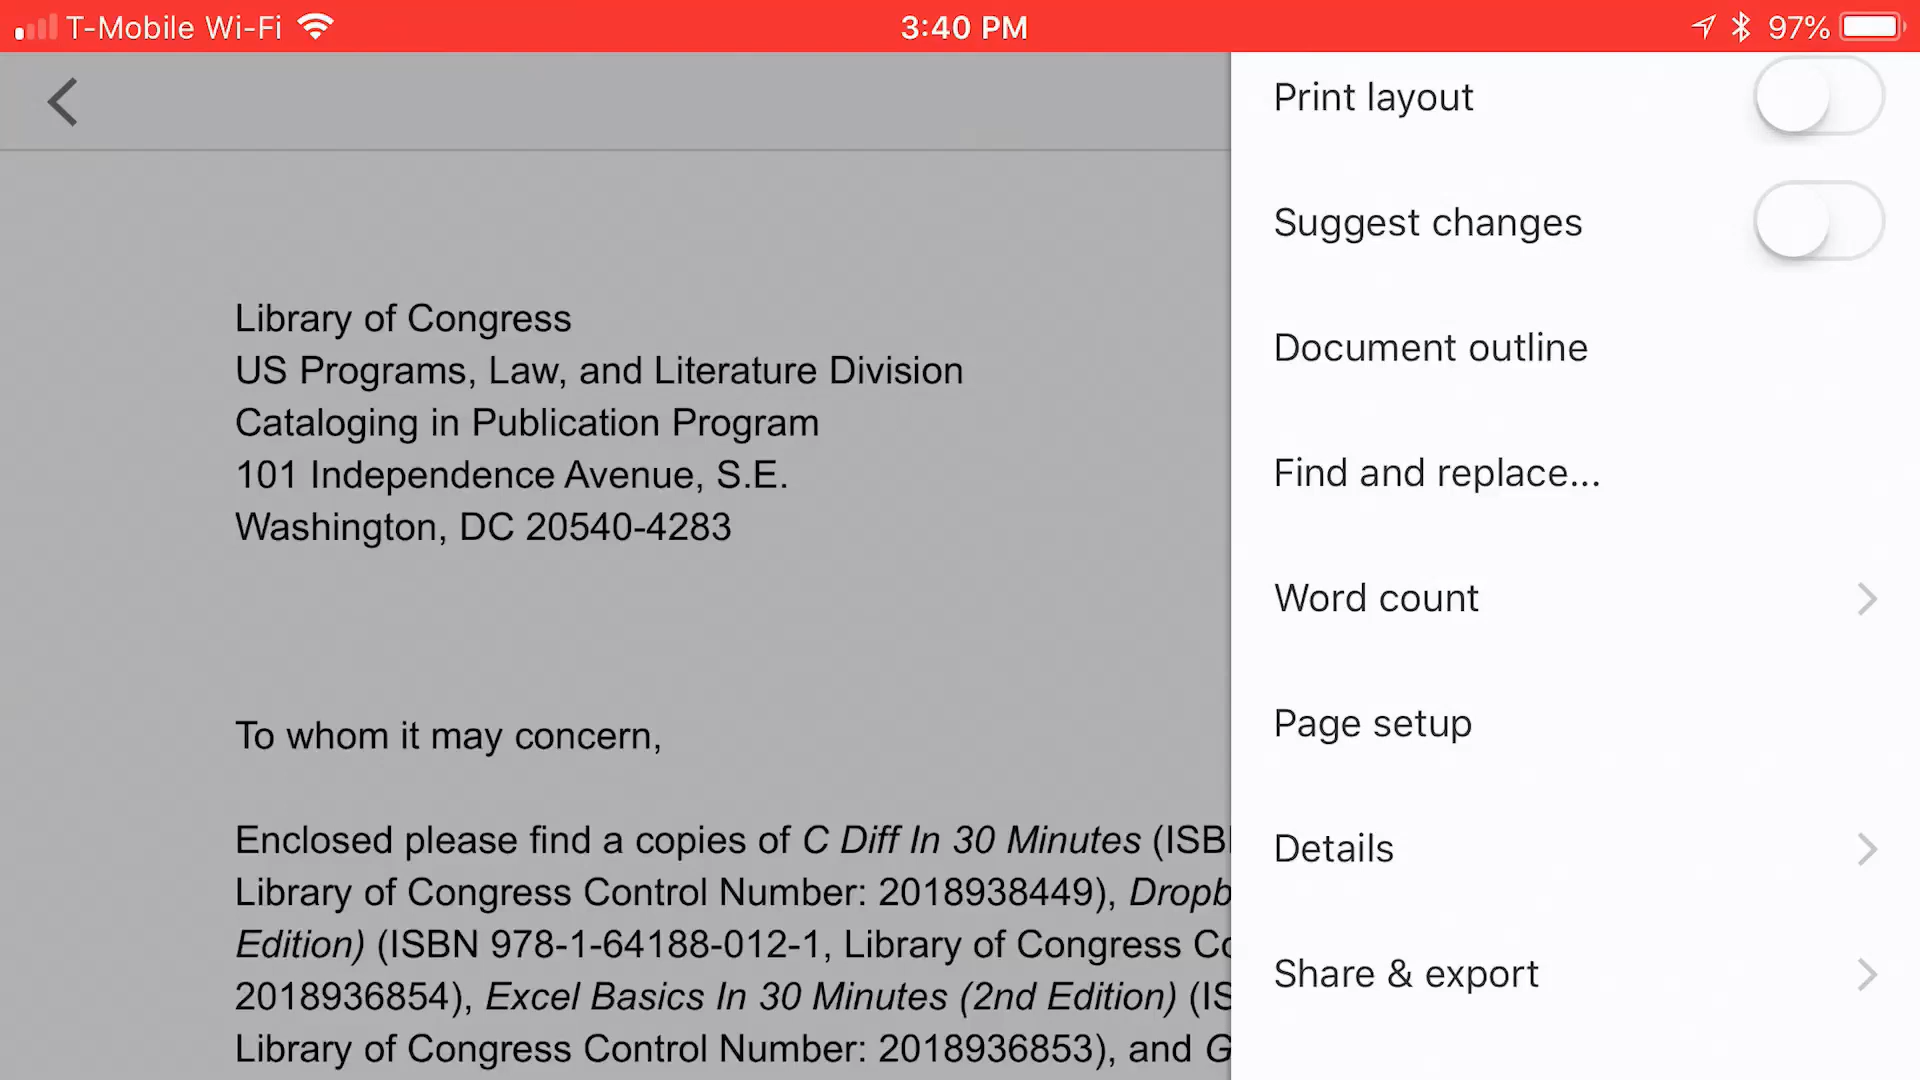 T-Mobile Wi-Fi
3:40 PM
97%
Library of Congress
US Programs, Law, and Literature Division
Cataloging in Publication Program
101 Independence Avenue, S.E.
Washington, DC 20540-4283
To whom it may concern,
Enclosed please find a copies of C Diff In 30 Minutes (ISB
Library of Congress Control Number: 2018938449), Dropb
Edition) (ISBN 978-1-64188-012-1, Library of Congress Co
2018936854), Excel Basics In 30 Minutes (2nd Edition) (IS
Library of Congress Control Number: 2018936853), and G
Print layout
Suggest changes
Document outline
Find and replace...
Word count
Page setup
Details
Share & export